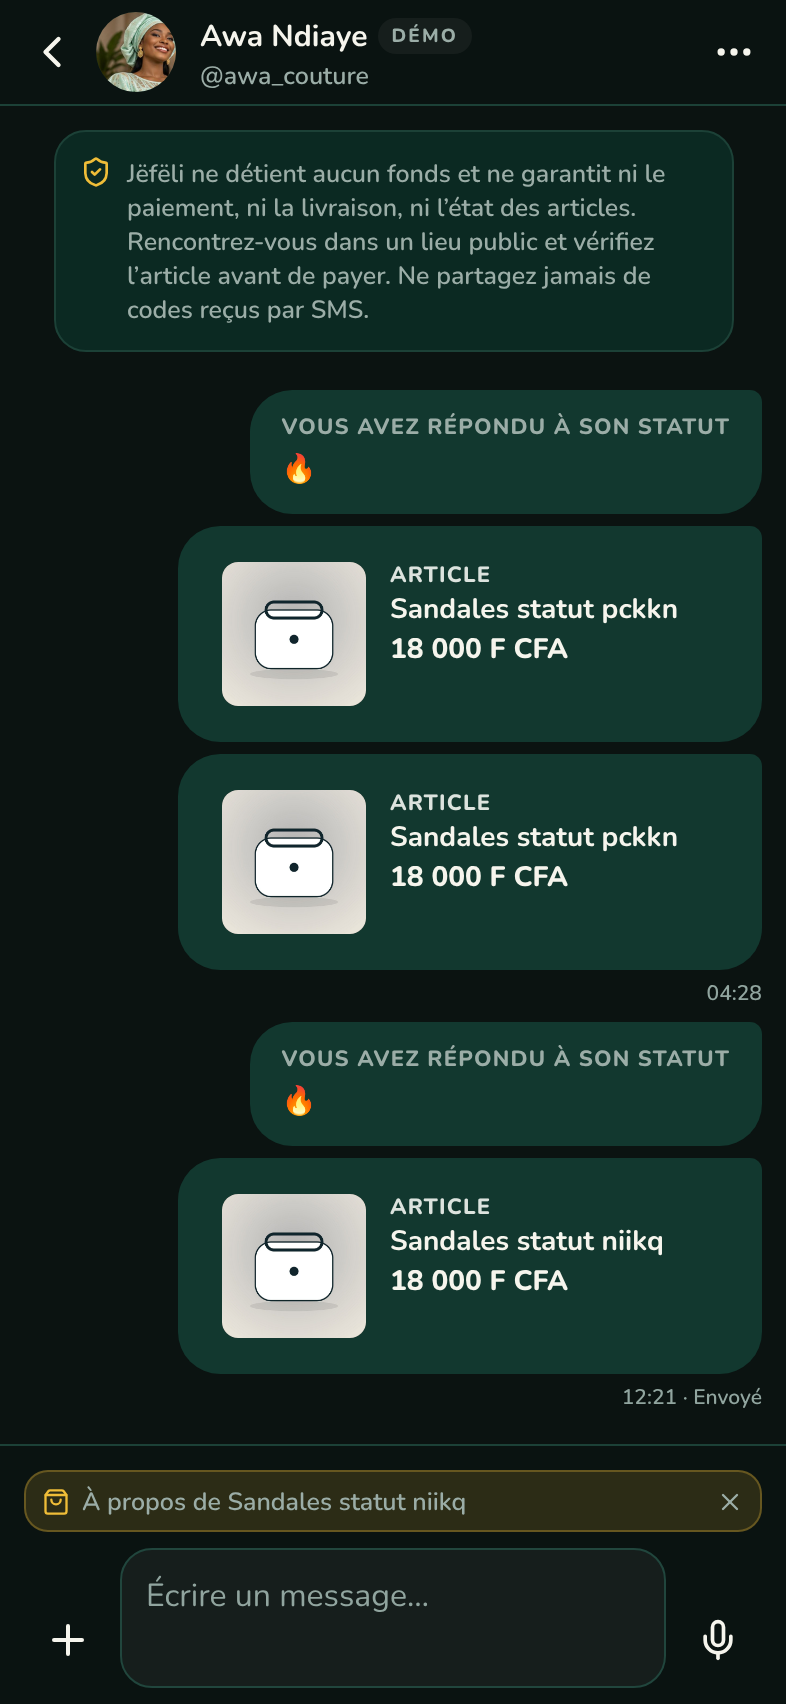 Awa Ndiaye DÉMO
@awa_couture
Jëfëli ne détient aucun fonds et ne garantit ni le
paiement, ni la livraison, ni l’état des articles.
Rencontrez-vous dans un lieu public et vérifiez
l’article avant de payer. Ne partagez jamais de
codes reçus par SMS.
VOUS AVEZ RÉPONDU À SON STATUT
🔥
ARTICLE
Sandales statut pckkn
18 000 F CFA
ARTICLE
Sandales statut pckkn
18 000 F CFA
04:28
VOUS AVEZ RÉPONDU À SON STATUT
🔥
ARTICLE
Sandales statut niikq
18 000 F CFA
12:21 · Envoyé
À propos de Sandales statut niikq
Écrire un message...